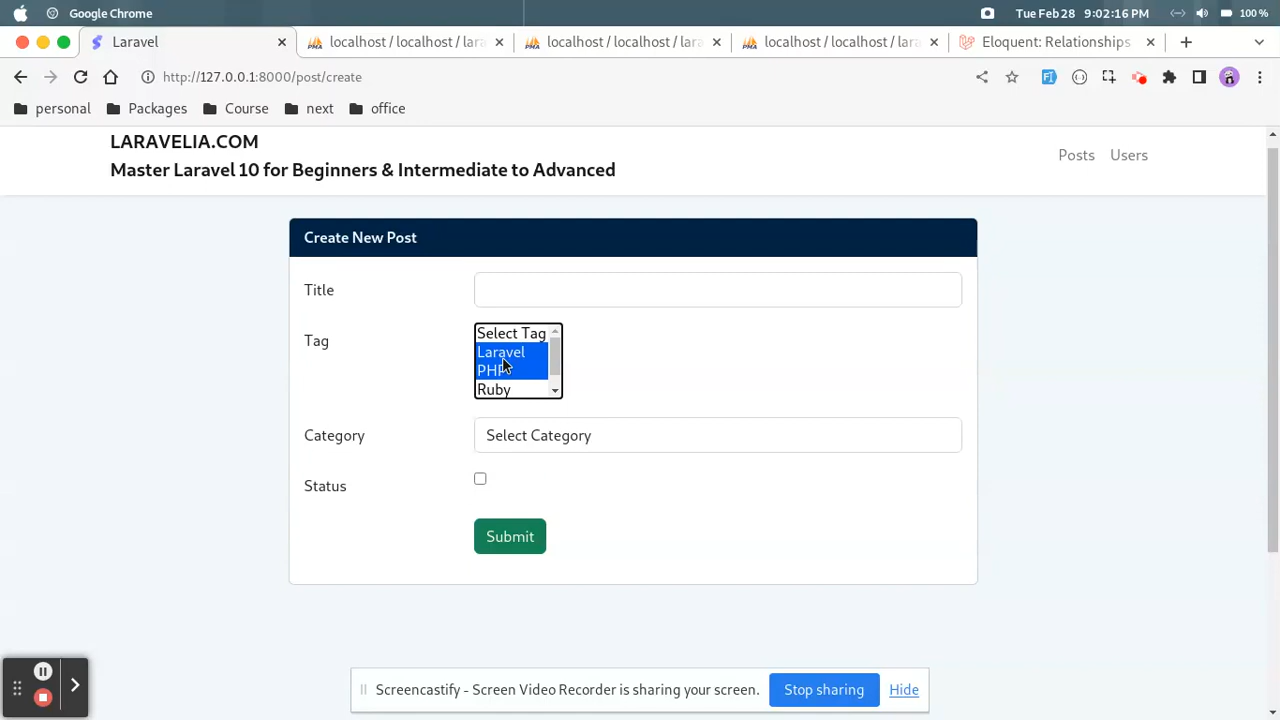 Google Chrome
Tue Feb 28 9:02:16 PM 100 %
Laravel
localhost / localhost / lara
localhost / localhost / lara
localhost / localhost / lara
Eloquent: Relationships
http://127.0.0.1:8000/post/create
personal
Packages
Course
next
office
LARAVELIA.COM
Master Laravel 10 for Beginners & Intermediate to Advanced
Posts Users
Create New Post
Title
Tag
Select Tag
Laravel
PHP
Ruby
Category
Select Category
Status
Submit
Screencastify - Screen Video Recorder is sharing your screen.
Stop sharing
Hide